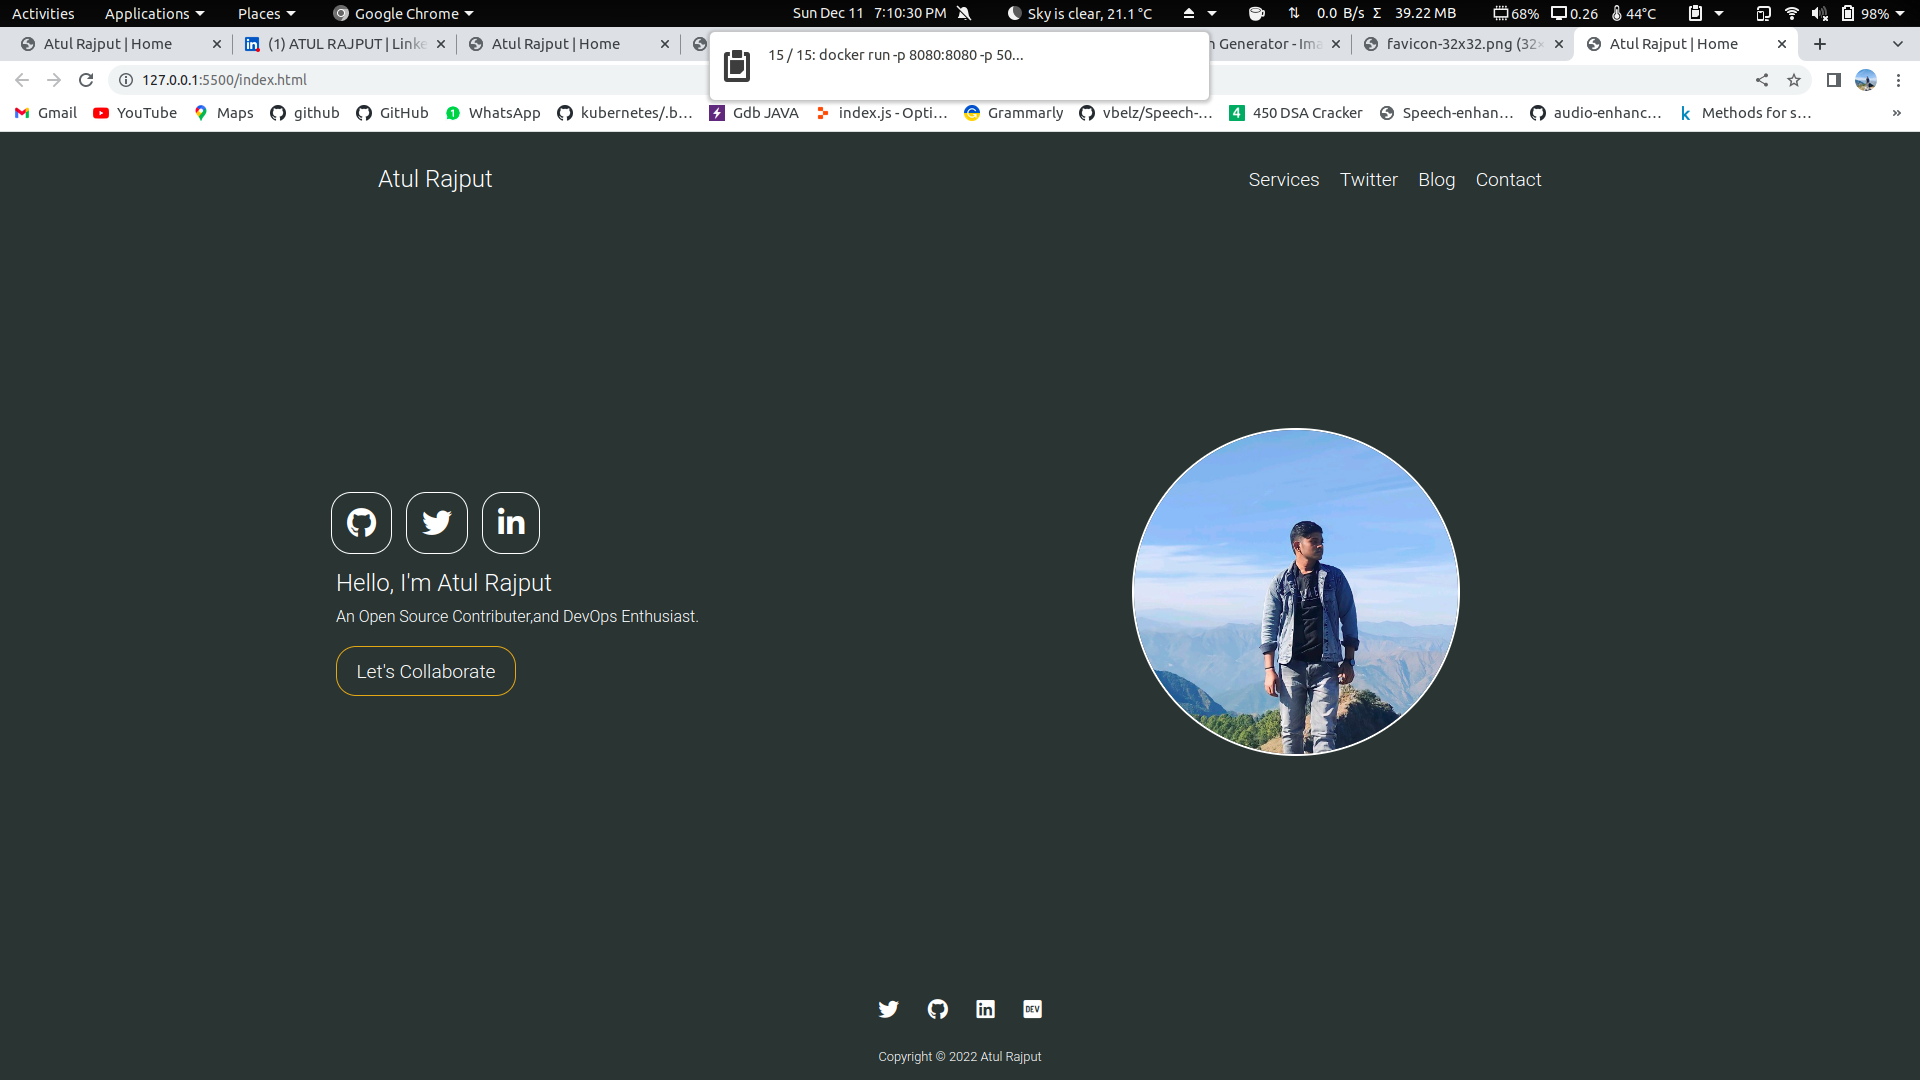 Activities Applications Places Google Chrome Sun Dec 11 7:10:30 PM Sky is clear, 21.1 °C 0.0 B/s Σ 39.22 MB 68% 0.26 44°C 98%
Atul Rajput | Home (1) ATUL RAJPUT | Linke Atul Rajput | Home n Generator - Ima favicon-32x32.png (32× Atul Rajput | Home
15 / 15: docker run -p 8080:8080 -p 50...
127.0.0.1:5500/index.html
Gmail YouTube Maps github GitHub WhatsApp kubernetes/.b... Gdb JAVA index.js - Opti... Grammarly vbelz/Speech-... 450 DSA Cracker Speech-enhan... audio-enhanc... Methods for s... »
Atul Rajput Services Twitter Blog Contact
Hello, I'm Atul Rajput
An Open Source Contributer,and DevOps Enthusiast.
Let's Collaborate
DEV
Copyright © 2022 Atul Rajput